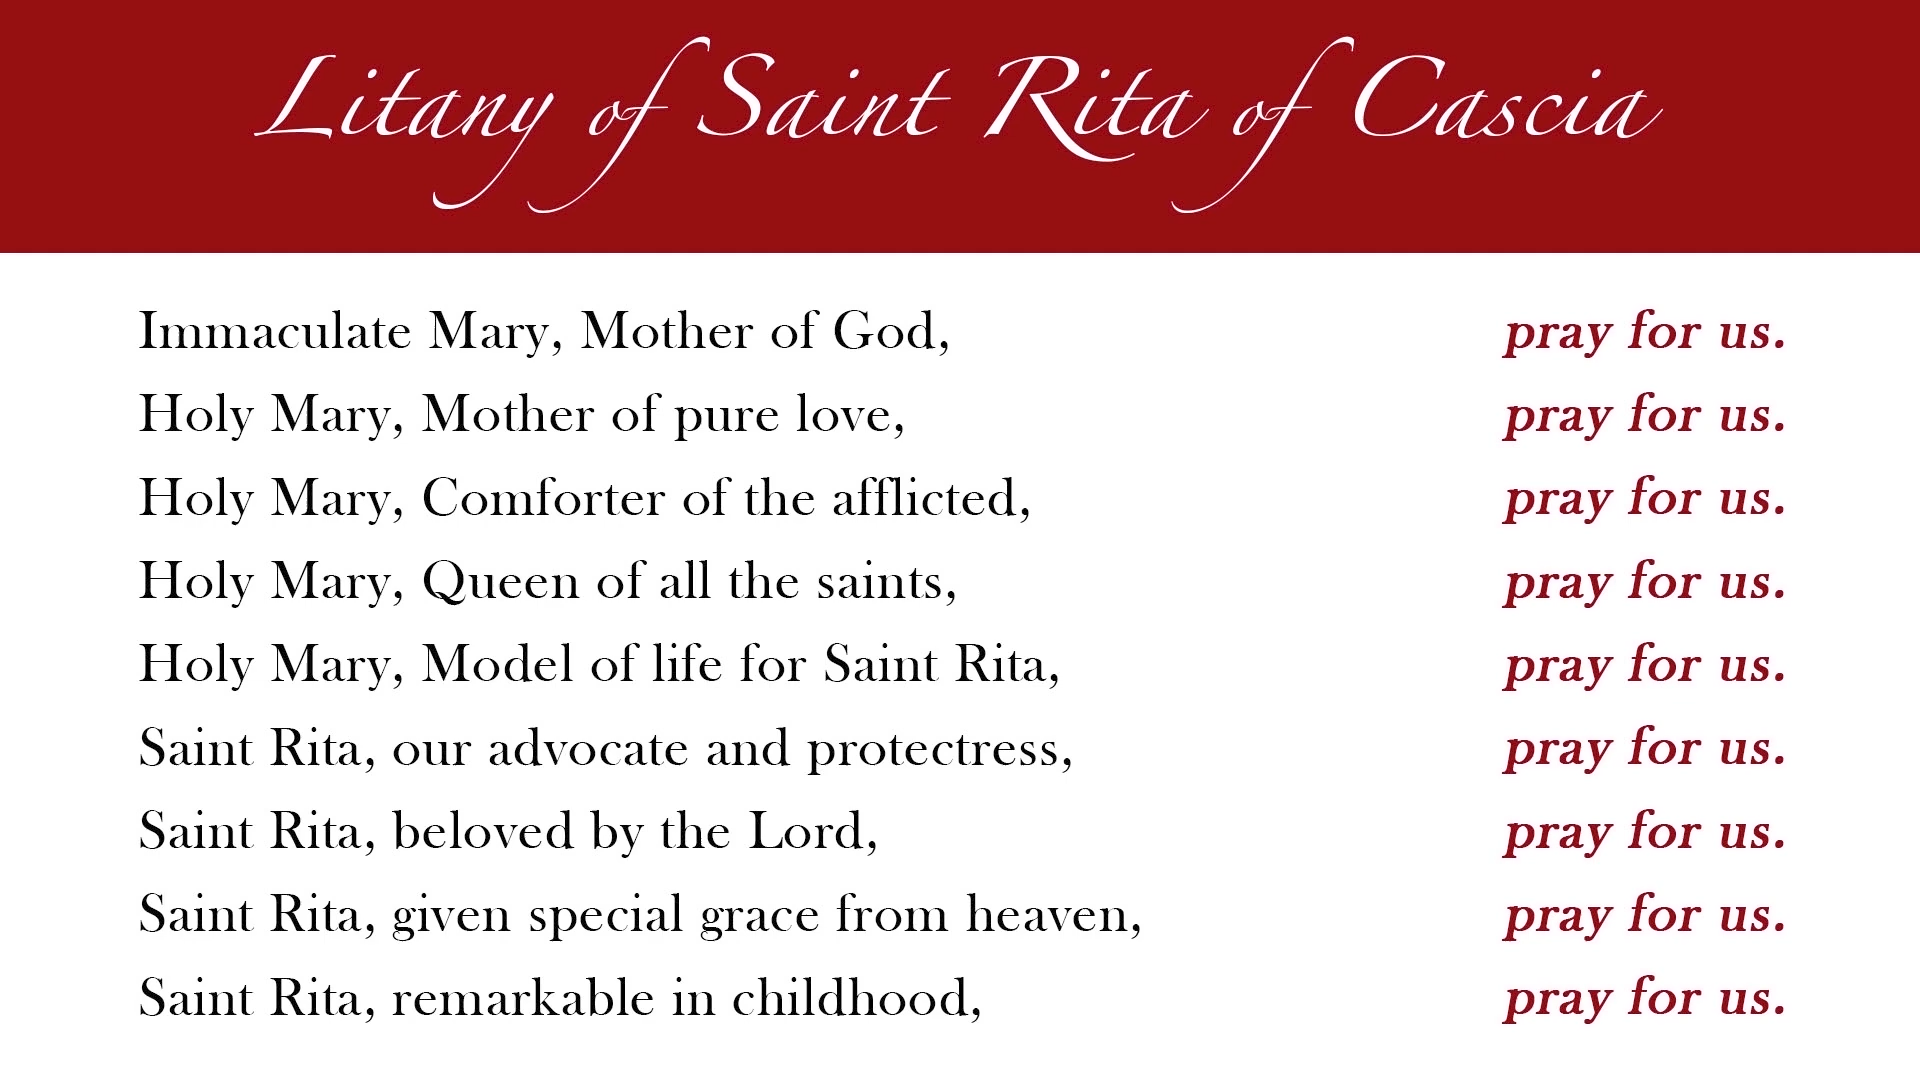 Litany of Saint Rita of Cascia
Immaculate Mary, Mother of God, pray for us.
Holy Mary, Mother of pure love, pray for us.
Holy Mary, Comforter of the afflicted, pray for us.
Holy Mary, Queen of all the saints, pray for us.
Holy Mary, Model of life for Saint Rita, pray for us.
Saint Rita, our advocate and protectress, pray for us.
Saint Rita, beloved by the Lord, pray for us.
Saint Rita, given special grace from heaven, pray for us.
Saint Rita, remarkable in childhood, pray for us.